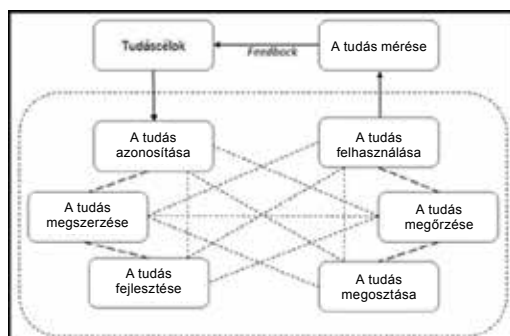 Tudáscélok
Feedback
A tudás mérése
A tudás
azonosítása
A tudás
felhasználása
A tudás
megszerzése
A tudás
megőrzése
A tudás
fejlesztése
A tudás
megosztása